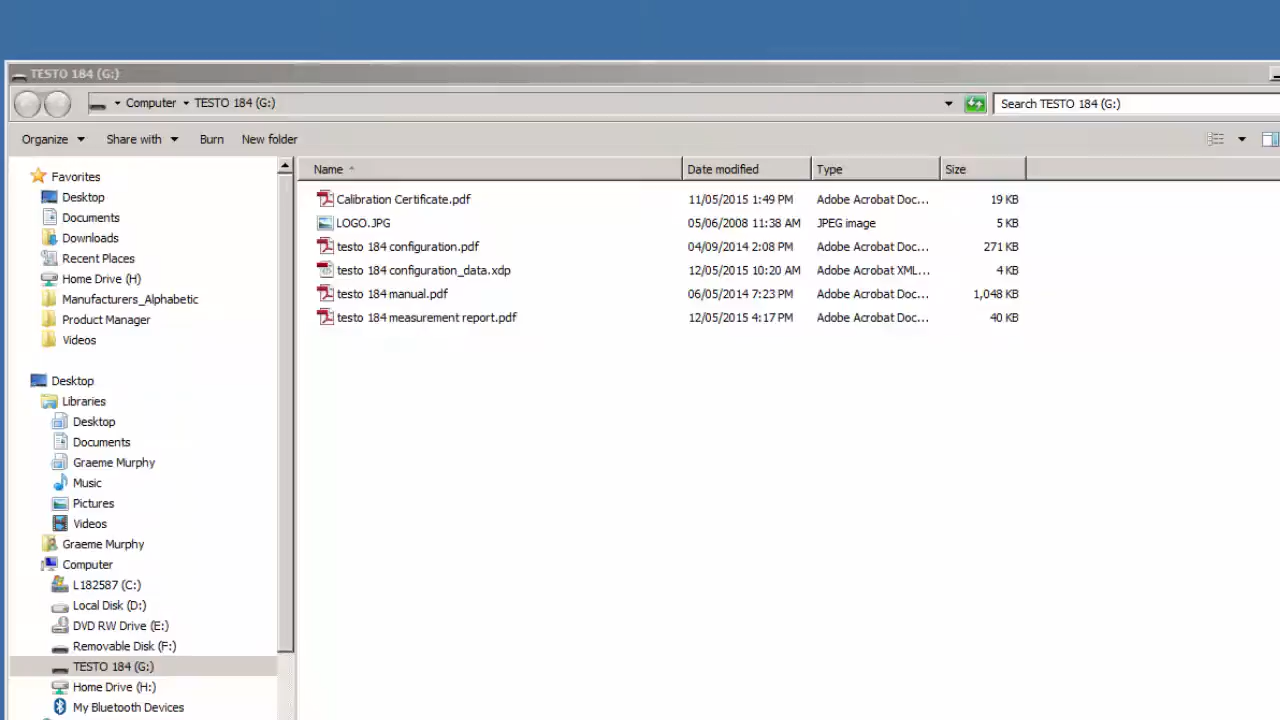 TESTO 184 (G:)
Computer TESTO 184 (G:) Search TESTO 184 (G:)
Organize Share with Burn New folder
Name Date modified Type Size
Calibration Certificate.pdf 11/05/2015 1:49 PM Adobe Acrobat Doc... 19 KB
LOGO.JPG 05/06/2008 11:38 AM JPEG image 5 KB
testo 184 configuration.pdf 04/09/2014 2:08 PM Adobe Acrobat Doc... 271 KB
testo 184 configuration_data.xdp 12/05/2015 10:20 AM Adobe Acrobat XML... 4 KB
testo 184 manual.pdf 06/05/2014 7:23 PM Adobe Acrobat Doc... 1,048 KB
testo 184 measurement report.pdf 12/05/2015 4:17 PM Adobe Acrobat Doc... 40 KB
Favorites
Desktop
Documents
Downloads
Recent Places
Home Drive (H)
Manufacturers_Alphabetic
Product Manager
Videos
Desktop
Libraries
Desktop
Documents
Graeme Murphy
Music
Pictures
Videos
Graeme Murphy
Computer
L182587 (C:)
Local Disk (D:)
DVD RW Drive (E:)
Removable Disk (F:)
TESTO 184 (G:)
Home Drive (H:)
My Bluetooth Devices